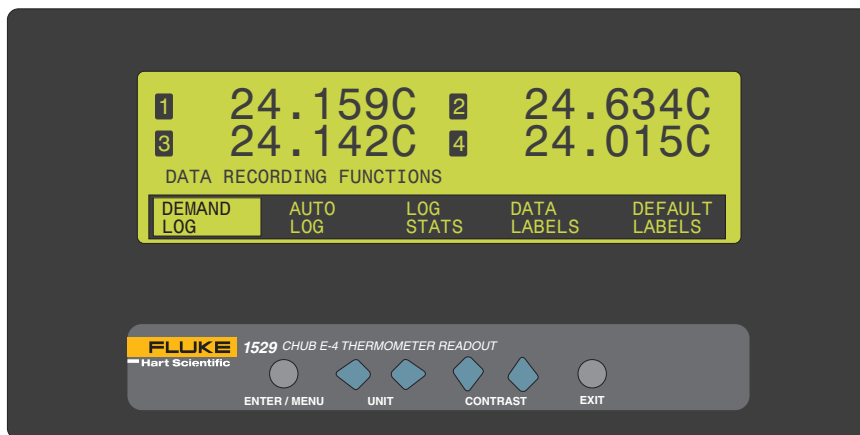 1 24.159C 2 24.634C
3 24.142C 4 24.015C
DATA RECORDING FUNCTIONS
DEMAND LOG AUTO LOG LOG STATS DATA LABELS DEFAULT LABELS
FLUKE
Hart Scientific
1529 CHUB E-4 THERMOMETER READOUT
ENTER / MENU UNIT CONTRAST EXIT